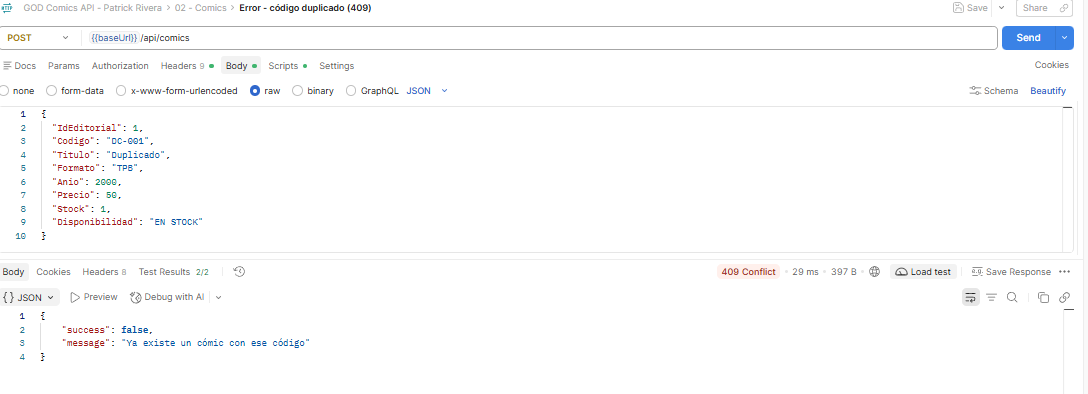 HTTP GOD Comics API - Patrick Rivera > 02 - Comics > Error - código duplicado (409) Save Share
POST {{baseUrl}} /api/comics Send
Docs Params Authorization Headers 9 Body Scripts Settings Cookies
none form-data x-www-form-urlencoded raw binary GraphQL JSON Schema Beautify
1 {
2 "IdEditorial": 1,
3 "Codigo": "DC-001",
4 "Titulo": "Duplicado",
5 "Formato": "TPB",
6 "Anio": 2000,
7 "Precio": 50,
8 "Stock": 1,
9 "Disponibilidad": "EN STOCK"
10 }
Body Cookies Headers 8 Test Results 2/2 409 Conflict • 29 ms • 397 B Load test Save Response
{} JSON Preview Debug with AI
1 {
2 "success": false,
3 "message": "Ya existe un cómic con ese código"
4 }